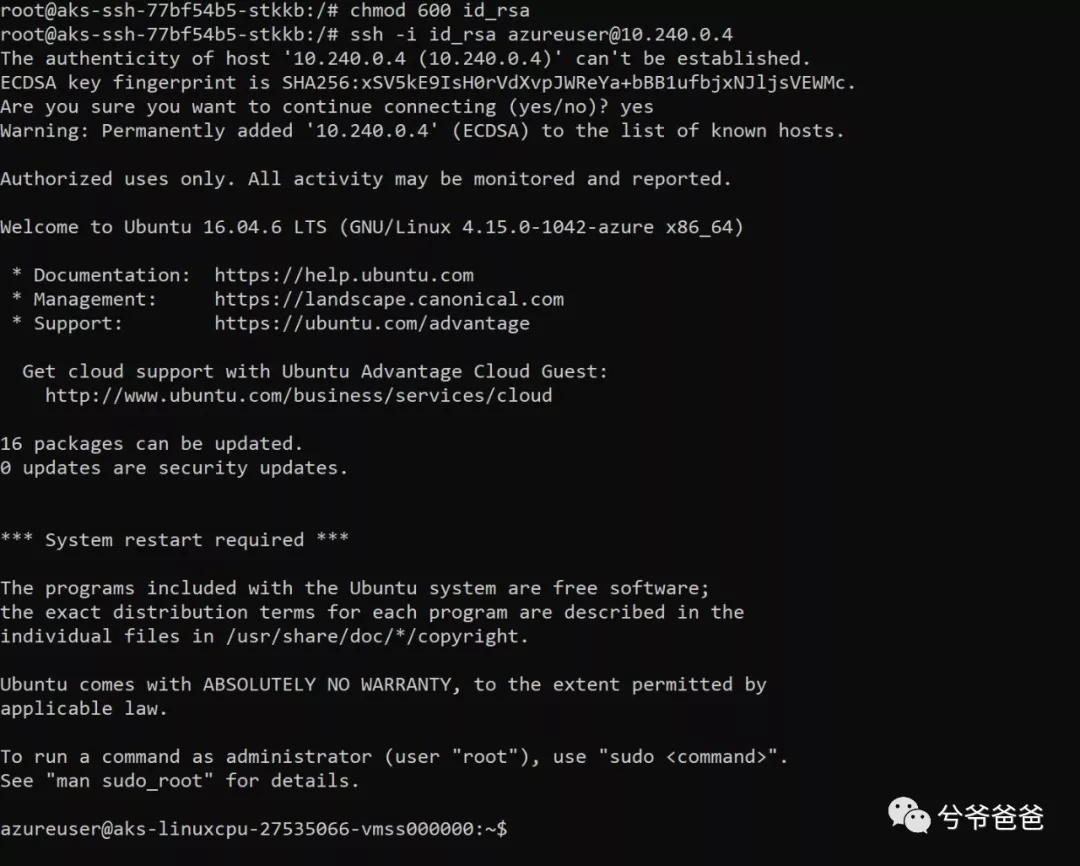 root@aks-ssh-77bf54b5-stkkb:/# chmod 600 id_rsa
root@aks-ssh-77bf54b5-stkkb:/# ssh -i id_rsa azureuser@10.240.0.4
The authenticity of host '10.240.0.4 (10.240.0.4)' can't be established.
ECDSA key fingerprint is SHA256:xSV5kE9IsH0rVdXvpJWReYa+bBB1ufbjxNJljsVEWMc.
Are you sure you want to continue connecting (yes/no)? yes
Warning: Permanently added '10.240.0.4' (ECDSA) to the list of known hosts.
Authorized uses only. All activity may be monitored and reported.
Welcome to Ubuntu 16.04.6 LTS (GNU/Linux 4.15.0-1042-azure x86_64)
* Documentation:  https://help.ubuntu.com
* Management:     https://landscape.canonical.com
* Support:        https://ubuntu.com/advantage
Get cloud support with Ubuntu Advantage Cloud Guest:
http://www.ubuntu.com/business/services/cloud
16 packages can be updated.
0 updates are security updates.
*** System restart required ***
The programs included with the Ubuntu system are free software;
the exact distribution terms for each program are described in the
individual files in /usr/share/doc/*/copyright.
Ubuntu comes with ABSOLUTELY NO WARRANTY, to the extent permitted by
applicable law.
To run a command as administrator (user "root"), use "sudo <command>".
See "man sudo_root" for details.
azureuser@aks-linuxcpu-27535066-vmss000000:~$
兮爷爸爸